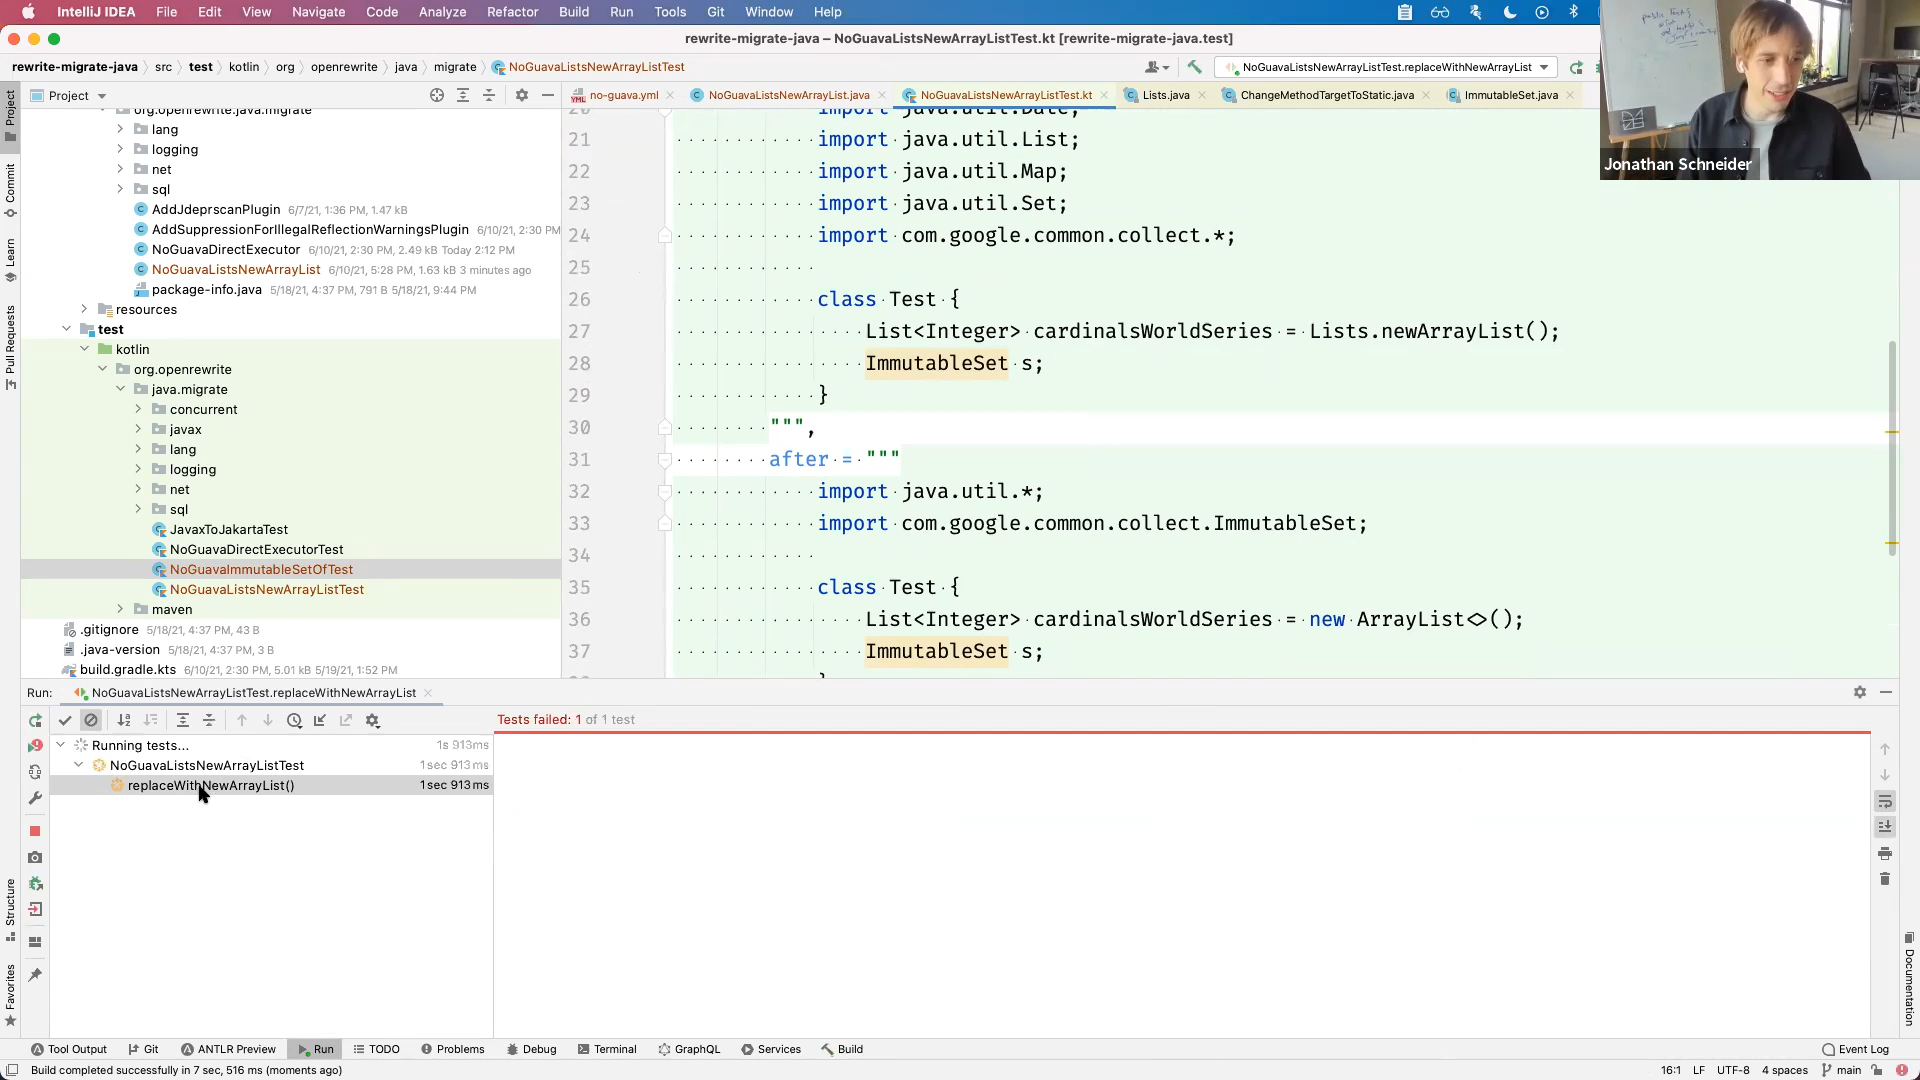 IntelliJ IDEA File Edit View Navigate Code Analyze Refactor Build Run Tools Git Window Help
rewrite-migrate-java – NoGuavaListsNewArrayListTest.kt [rewrite-migrate-java.test]
rewrite-migrate-java src test kotlin org openrewrite java migrate NoGuavaListsNewArrayListTest
NoGuavaListsNewArrayListTest.replaceWithNewArrayList
Project
no-guava.yml NoGuavaListsNewArrayList.java NoGuavaListsNewArrayListTest.kt Lists.java ChangeMethodTargetToStatic.java ImmutableSet.java
Jonathan Schneider
Project
Commit
Learn
Pull Requests
Structure
Favorites
org.openrewrite.java.migrate
lang
logging
net
sql
AddJdeprscanPlugin 6/7/21, 1:36 PM, 1.47 kB
AddSuppressionForIllegalReflectionWarningsPlugin 6/10/21, 2:30 PM
NoGuavaDirectExecutor 6/10/21, 2:30 PM, 2.49 kB Today 2:12 PM
NoGuavaListsNewArrayList 6/10/21, 5:28 PM, 1.63 kB 3 minutes ago
package-info.java 5/18/21, 4:37 PM, 791 B 5/18/21, 9:44 PM
resources
test
kotlin
org.openrewrite
java.migrate
concurrent
javax
lang
logging
net
sql
JavaxToJakartaTest
NoGuavaDirectExecutorTest
NoGuavaImmutableSetOfTest
NoGuavaListsNewArrayListTest
maven
.gitignore 5/18/21, 4:37 PM, 43 B
.java-version 5/18/21, 4:37 PM, 3 B
build.gradle.kts 6/10/21, 2:30 PM, 5.01 kB 5/19/21, 1:52 PM
20 import java.util.Date;
21 import java.util.List;
22 import java.util.Map;
23 import java.util.Set;
24 import com.google.common.collect.*;
25
26 class Test {
27 List<Integer> cardinalsWorldSeries = Lists.newArrayList();
28 ImmutableSet s;
29 }
30 """,
31 after = """
32 import java.util.*;
33 import com.google.common.collect.ImmutableSet;
34
35 class Test {
36 List<Integer> cardinalsWorldSeries = new ArrayList<>();
37 ImmutableSet s;
Run: NoGuavaListsNewArrayListTest.replaceWithNewArrayList
Tests failed: 1 of 1 test
Running tests... 1s 913ms
NoGuavaListsNewArrayListTest 1 sec 913 ms
replaceWithNewArrayList() 1 sec 913 ms
Documentation
Tool Output Git ANTLR Preview Run TODO Problems Debug Terminal GraphQL Services Build Event Log
Build completed successfully in 7 sec, 516 ms (moments ago) 16:1 LF UTF-8 4 spaces main